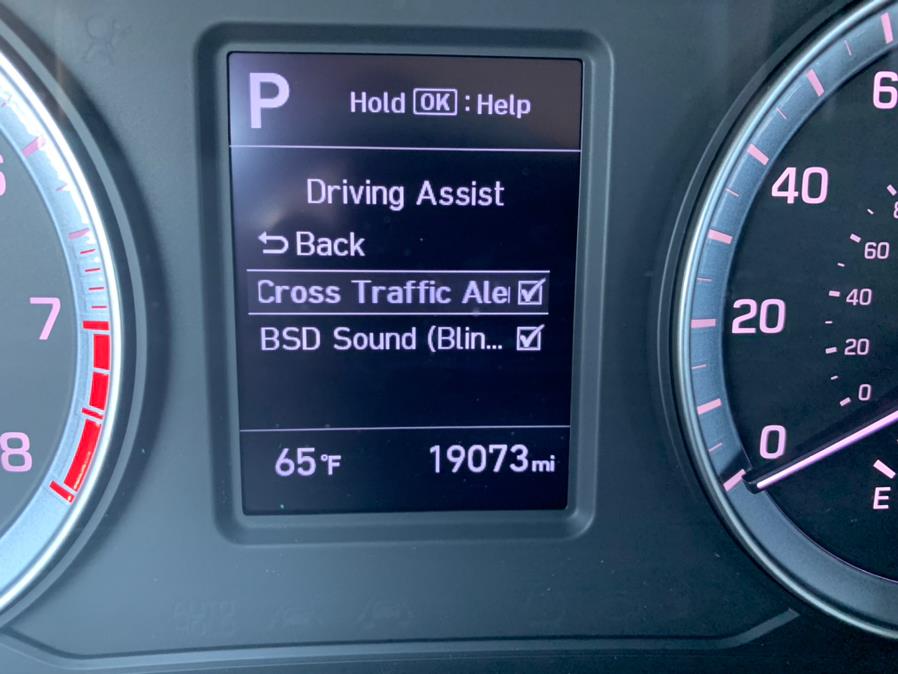 P
Hold OK : Help
Driving Assist
Back
Cross Traffic Ale
BSD Sound (Blin...
65°F 19073mi
7
8
6
40
20
0
60
40
20
0
E